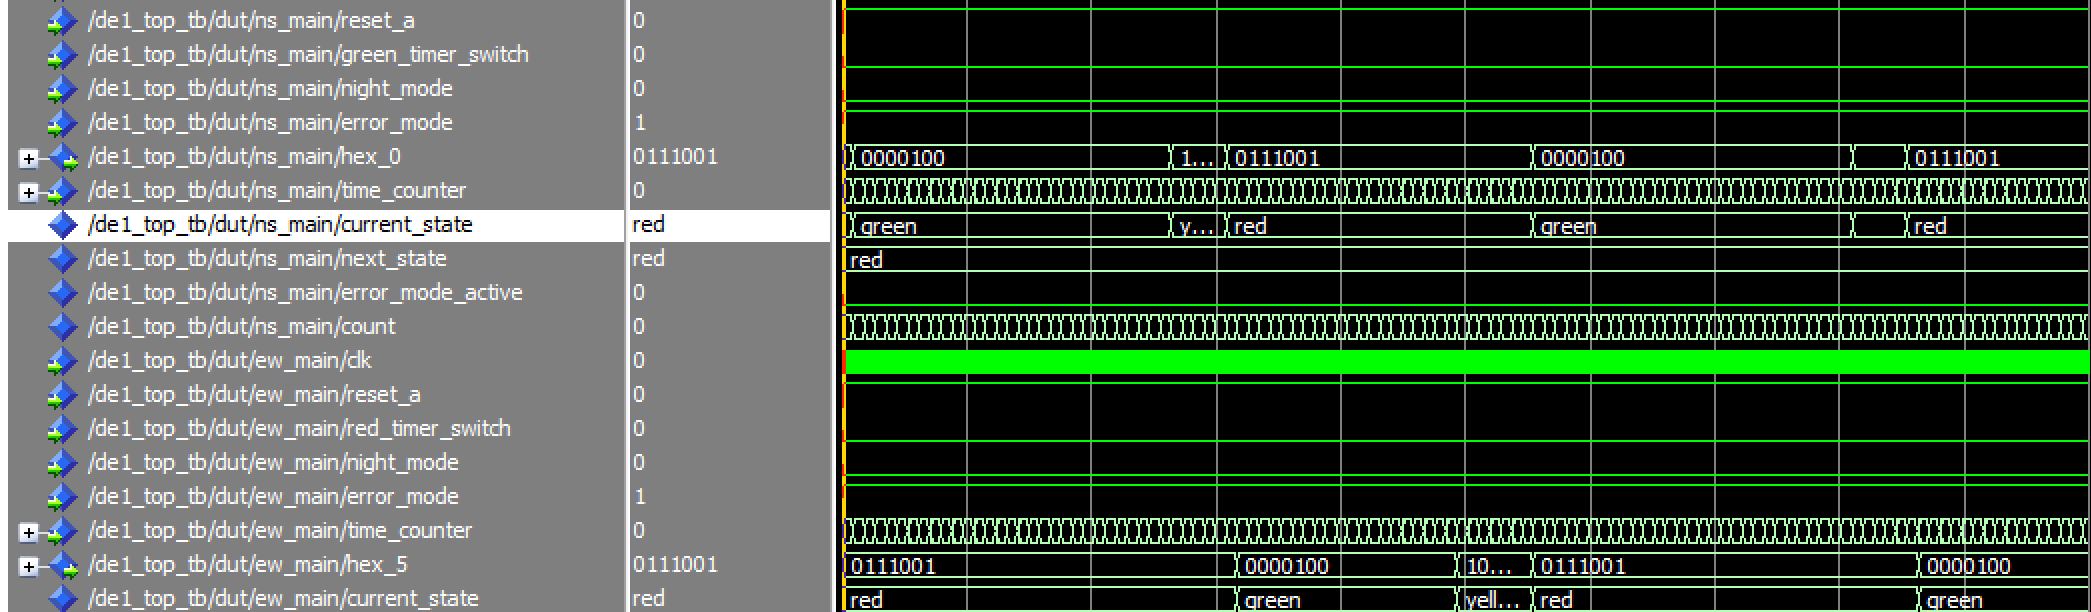 /de1_top_tb/dut/ns_main/reset_a 0
/de1_top_tb/dut/ns_main/green_timer_switch 0
/de1_top_tb/dut/ns_main/night_mode 0
/de1_top_tb/dut/ns_main/error_mode 1
/de1_top_tb/dut/ns_main/hex_0 0111001 0000100 1... 0111001 0000100 0111001
/de1_top_tb/dut/ns_main/time_counter 0
/de1_top_tb/dut/ns_main/current_state red green y... red green red
/de1_top_tb/dut/ns_main/next_state red red
/de1_top_tb/dut/ns_main/error_mode_active 0
/de1_top_tb/dut/ns_main/count 0
/de1_top_tb/dut/ew_main/clk 0
/de1_top_tb/dut/ew_main/reset_a 0
/de1_top_tb/dut/ew_main/red_timer_switch 0
/de1_top_tb/dut/ew_main/night_mode 0
/de1_top_tb/dut/ew_main/error_mode 1
/de1_top_tb/dut/ew_main/time_counter 0
/de1_top_tb/dut/ew_main/hex_5 0111001 0111001 0000100 10... 0111001 0000100
/de1_top_tb/dut/ew_main/current_state red red green yell... red green